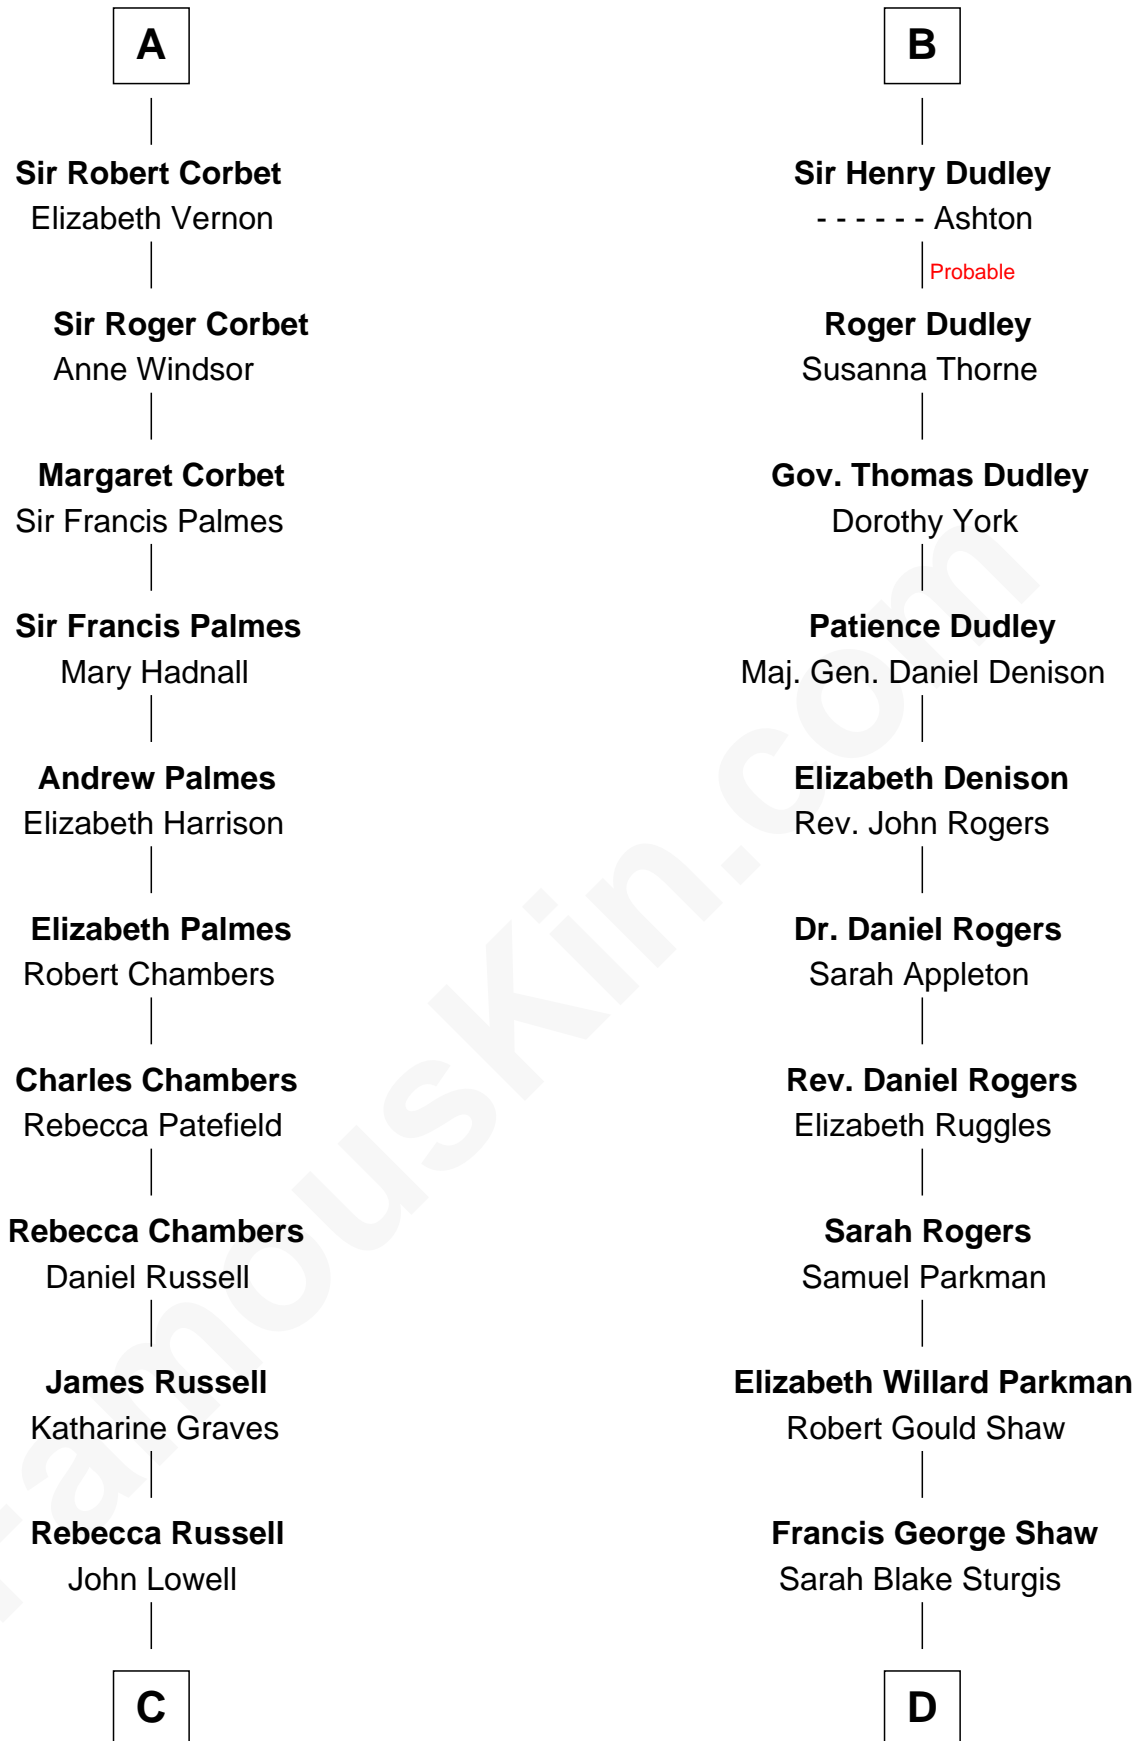 A
Sir Robert Corbet
Elizabeth Vernon
Sir Roger Corbet
Anne Windsor
Margaret Corbet
Sir Francis Palmes
Sir Francis Palmes
Mary Hadnall
Andrew Palmes
Elizabeth Harrison
Elizabeth Palmes
Robert Chambers
Charles Chambers
Rebecca Patefield
Rebecca Chambers
Daniel Russell
James Russell
Katharine Graves
Rebecca Russell
John Lowell
C
B
Sir Henry Dudley
- - - - - - Ashton
Probable
Roger Dudley
Susanna Thorne
Gov. Thomas Dudley
Dorothy York
Patience Dudley
Maj. Gen. Daniel Denison
Elizabeth Denison
Rev. John Rogers
Dr. Daniel Rogers
Sarah Appleton
Rev. Daniel Rogers
Elizabeth Ruggles
Sarah Rogers
Samuel Parkman
Elizabeth Willard Parkman
Robert Gould Shaw
Francis George Shaw
Sarah Blake Sturgis
D
FamousKin.com